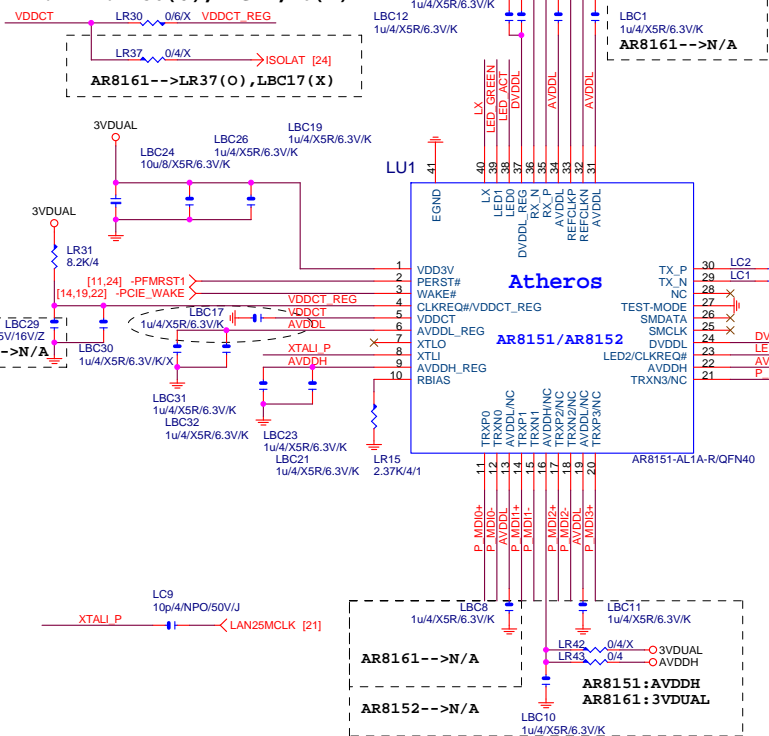 VDDCT LR30 0/6/X VDDCT_REG
LR37 0/4/X
ISOLAT [24]
AR8161-->LR37(O),LBC17(X)
LBC12
1u/4/X5R/6.3V/K
LBC1
1u/4/X5R/6.3V/K
AR8161-->N/A
LX
LED_GREEN
LED_ACT
DVDDL
AVDDL
AVDDL
3VDUAL
LBC24
10u/8/X5R/6.3V/K
LBC26
1u/4/X5R/6.3V/K
LBC19
1u/4/X5R/6.3V/K
3VDUAL
LR31
8.2K/4
[11,24] -PFMRST1
[14,19,22] -PCIE_WAKE
VDDCT_REG
LBC17
1u/4/X5R/6.3V/K
VDDCT
AVDDL
LBC29
5V/16V/Z
-->N/A
LBC30
1u/4/X5R/6.3V/K/X
XTALI_P
AVDDH
LBC31
1u/4/X5R/6.3V/K
LBC32
1u/4/X5R/6.3V/K
LBC23
1u/4/X5R/6.3V/K
LBC21
1u/4/X5R/6.3V/K
LR15
2.37K/4/1
LU1
41 40 39 38 37 36 35 34 33 32 31
EGND
LX
LED1
LED0
DVDDL_REG
RX_N
RX_P
AVDDL
REFCLKP
REFCLKN
AVDDL
1 VDD3V
2 PERST#
3 WAKE#
4 CLKREQ#/VDDCT_REG
5 VDDCT
6 AVDDL_REG
7 XTLO
8 XTLI
9 AVDDH_REG
10 RBIAS
Atheros
AR8151/AR8152
TX_P 30 LC2
TX_N 29 LC1
NC 28
TEST-MODE 27
SMDATA 26
SMCLK 25
DVDDL 24 DV
LED2/CLKREQ# 23 LE
AVDDH 22 AV
TRXN3/NC 21 P_
TRXP0
TRXN0
AVDDL/NC
TRXP1
TRXN1
AVDDH/NC
TRXP2/NC
TRXN2/NC
AVDDL/NC
TRXP3/NC
11 12 13 14 15 16 17 18 19 20
AR8151-AL1A-R/QFN40
P_MDI0+
P_MDI0-
AVDDL
P_MDI1+
P_MDI1-
P_MDI2+
P_MDI2-
AVDDL
P_MDI3+
LC9
10p/4/NPO/50V/J
XTALI_P
LAN25MCLK [21]
LBC8
1u/4/X5R/6.3V/K
LBC11
1u/4/X5R/6.3V/K
AR8161-->N/A
LR42 0/4/X 3VDUAL
LR43 0/4 AVDDH
AR8151:AVDDH
AR8161:3VDUAL
AR8152-->N/A
LBC10
1u/4/X5R/6.3V/K